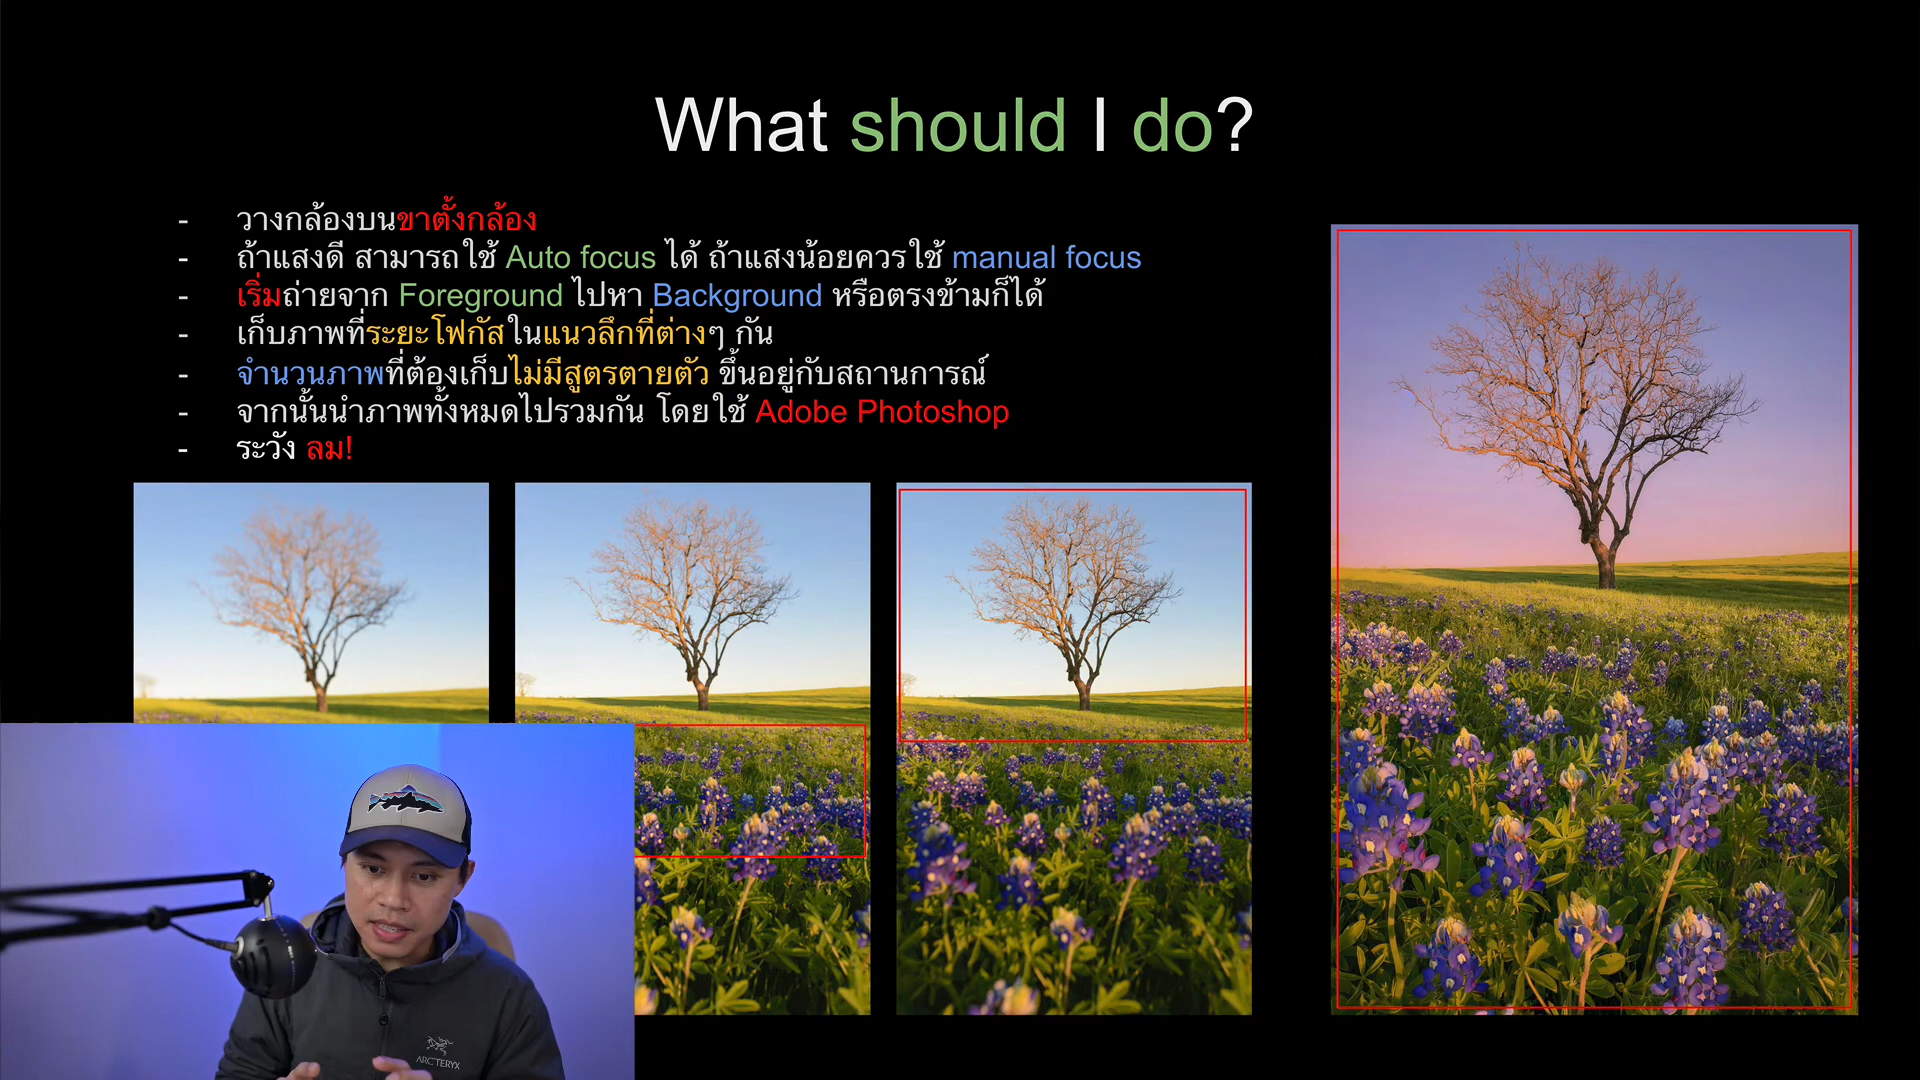 What should I do?
- วางกล้องบนขาตั้งกล้อง
- ถ้าแสงดี สามารถใช้ Auto focus ได้ ถ้าแสงน้อยควรใช้ manual focus
- เริ่มถ่ายจาก Foreground ไปหา Background หรือตรงข้ามก็ได้
- เก็บภาพที่ระยะโฟกัสในแนวลึกที่ต่างๆ กัน
- จำนวนภาพที่ต้องเก็บไม่มีสูตรตายตัว ขึ้นอยู่กับสถานการณ์
- จากนั้นนำภาพทั้งหมดไปรวมกัน โดยใช้ Adobe Photoshop
- ระวัง ลม!
ARC'TERYX